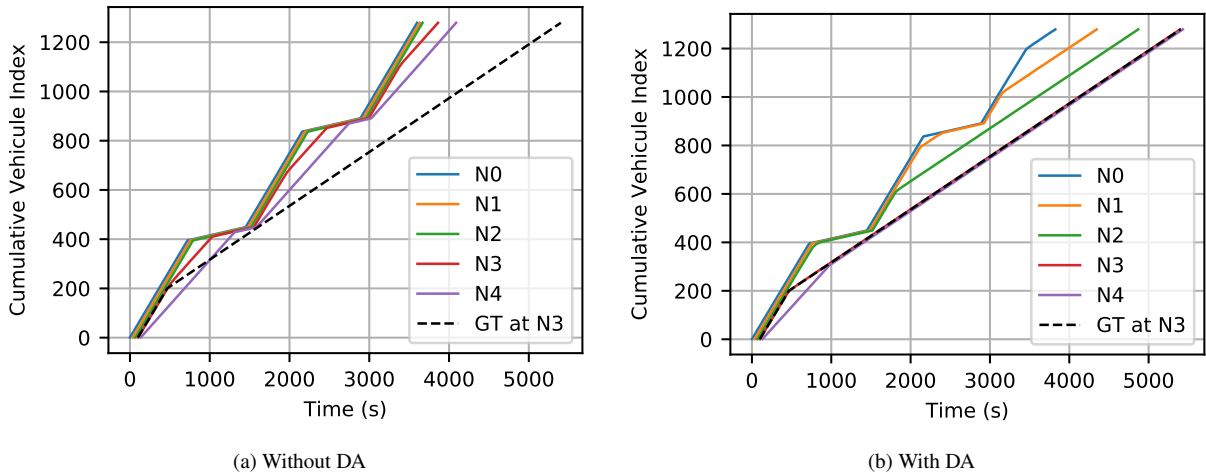 1200
1000
800
600
400
200
0
Cumulative Vehicule Index
0
1000
2000
3000
4000
5000
Time (s)
N0
N1
N2
N3
N4
GT at N3
(a) Without DA
1200
1000
800
600
400
200
0
Cumulative Vehicule Index
0
1000
2000
3000
4000
5000
Time (s)
N0
N1
N2
N3
N4
GT at N3
(b) With DA